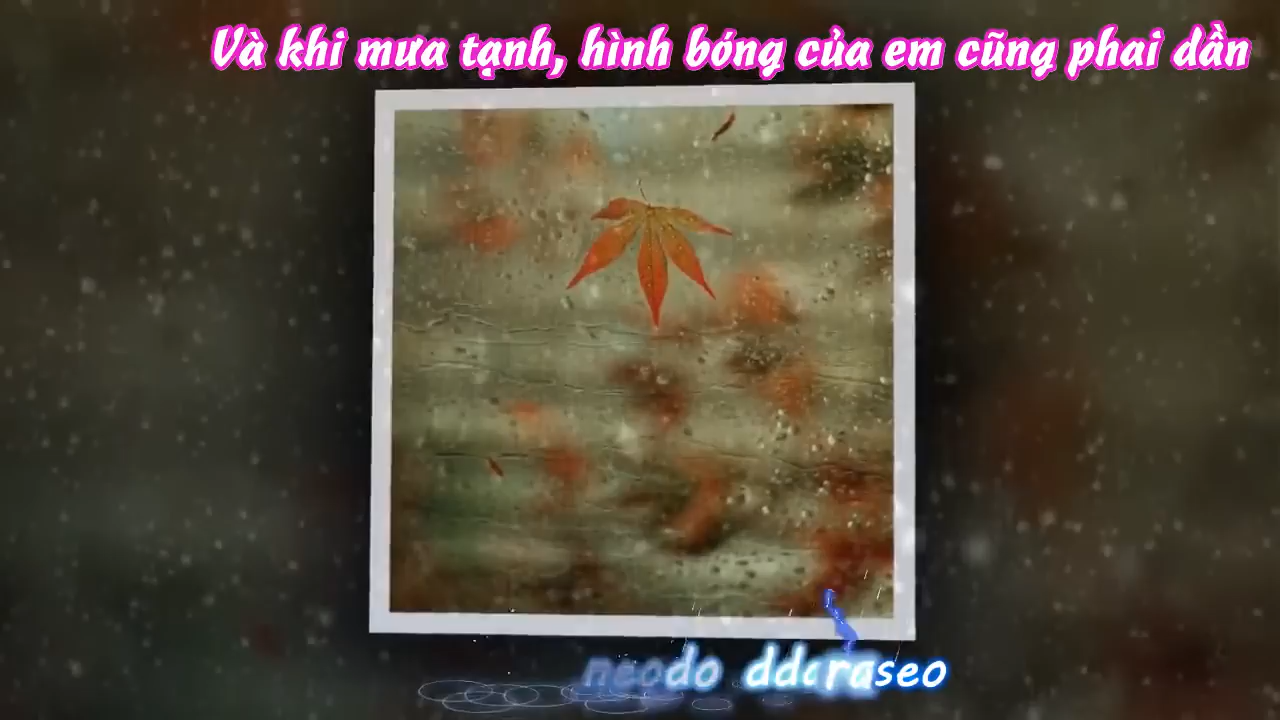 Và khi mưa tạnh, hình bóng của em cũng phai dần
neodo ddaraseo